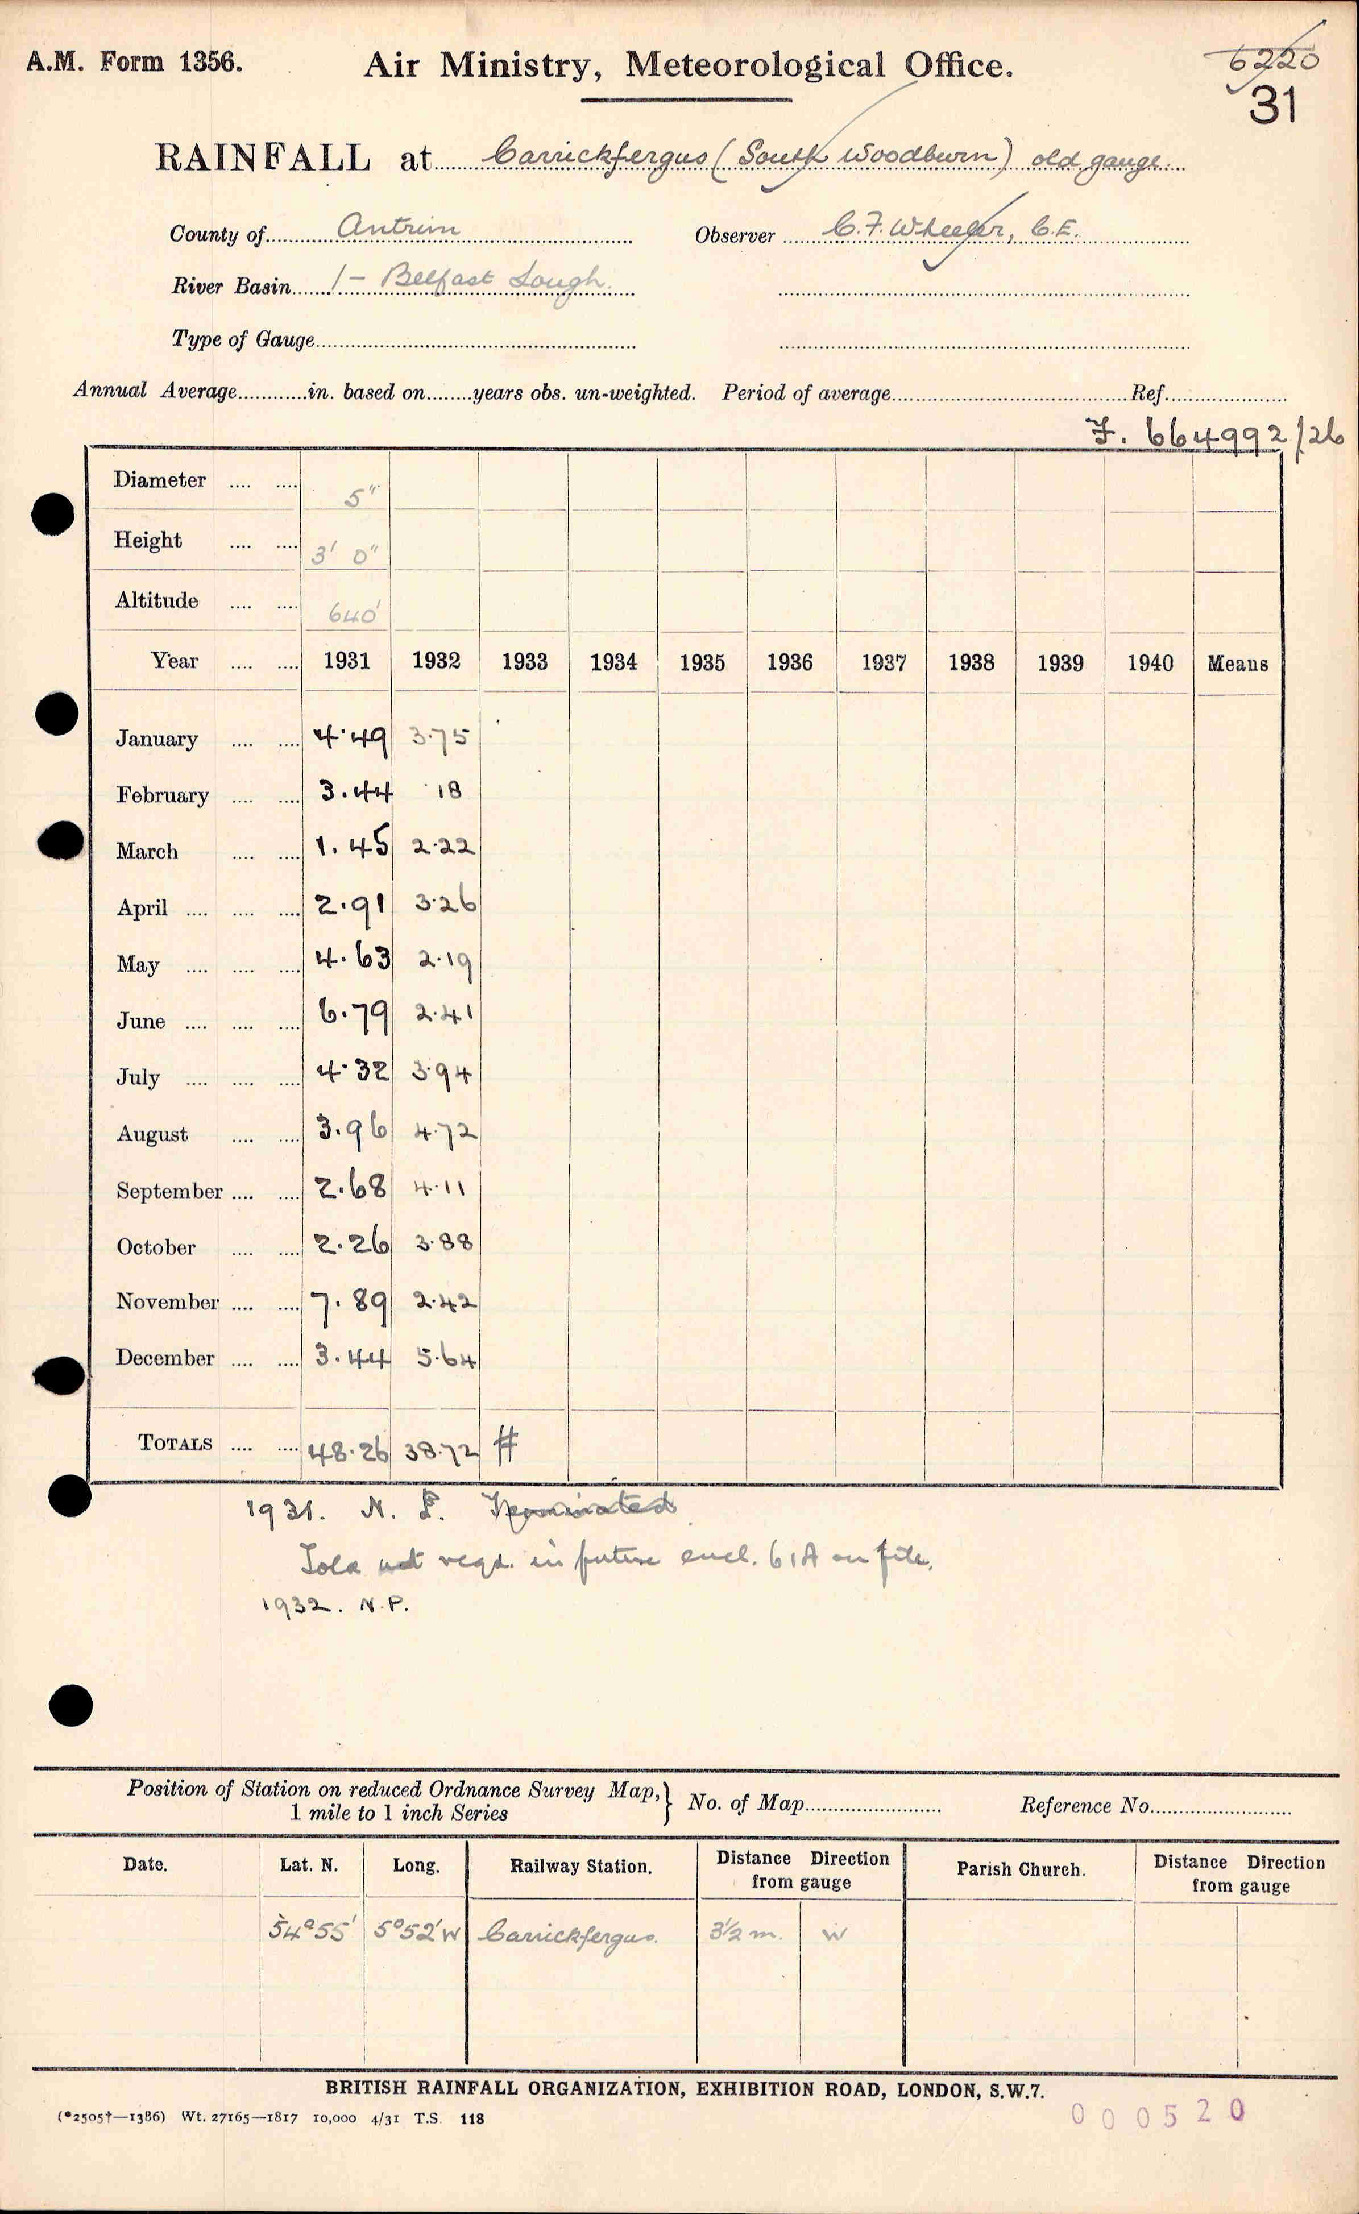 A.M. Form 1356.
Air Ministry, Meteorological Office.
6220
31
RAINFALL at Carrickfergus (South Woodburn) old gauge.
County of Antrim Observer C.F. Wheeler, C.E.
River Basin 1 - Belfast Lough.
Type of Gauge
Annual Average in. based on years obs. un-weighted. Period of average Ref.
F. 664992/26
Diameter 5"
Height 3' 0"
Altitude 640'
Year 1931 1932 1933 1934 1935 1936 1937 1938 1939 1940 Means
January 4.49 3.75
February 3.44 .18
March 1.45 2.22
April 2.91 3.26
May 4.63 2.19
June 6.79 2.41
July 4.32 3.94
August 3.96 4.72
September 2.68 4.11
October 2.26 3.88
November 7.89 2.42
December 3.44 5.64
TOTALS 48.26 38.72 #
1931. N. P. Terminated
Told not reqd. in future encl. 61A on file.
1932. N.P.
Position of Station on reduced Ordnance Survey Map, } No. of Map Reference No.
1 mile to 1 inch Series
Date. Lat. N. Long. Railway Station. Distance Direction from gauge Parish Church. Distance Direction from gauge
54°55' 5°52'W Carrickfergus. 3½ m. W
BRITISH RAINFALL ORGANIZATION, EXHIBITION ROAD, LONDON, S.W.7.
(*2505†—1386) Wt. 27165—1817 10,000 4/31 T.S. 118
000520